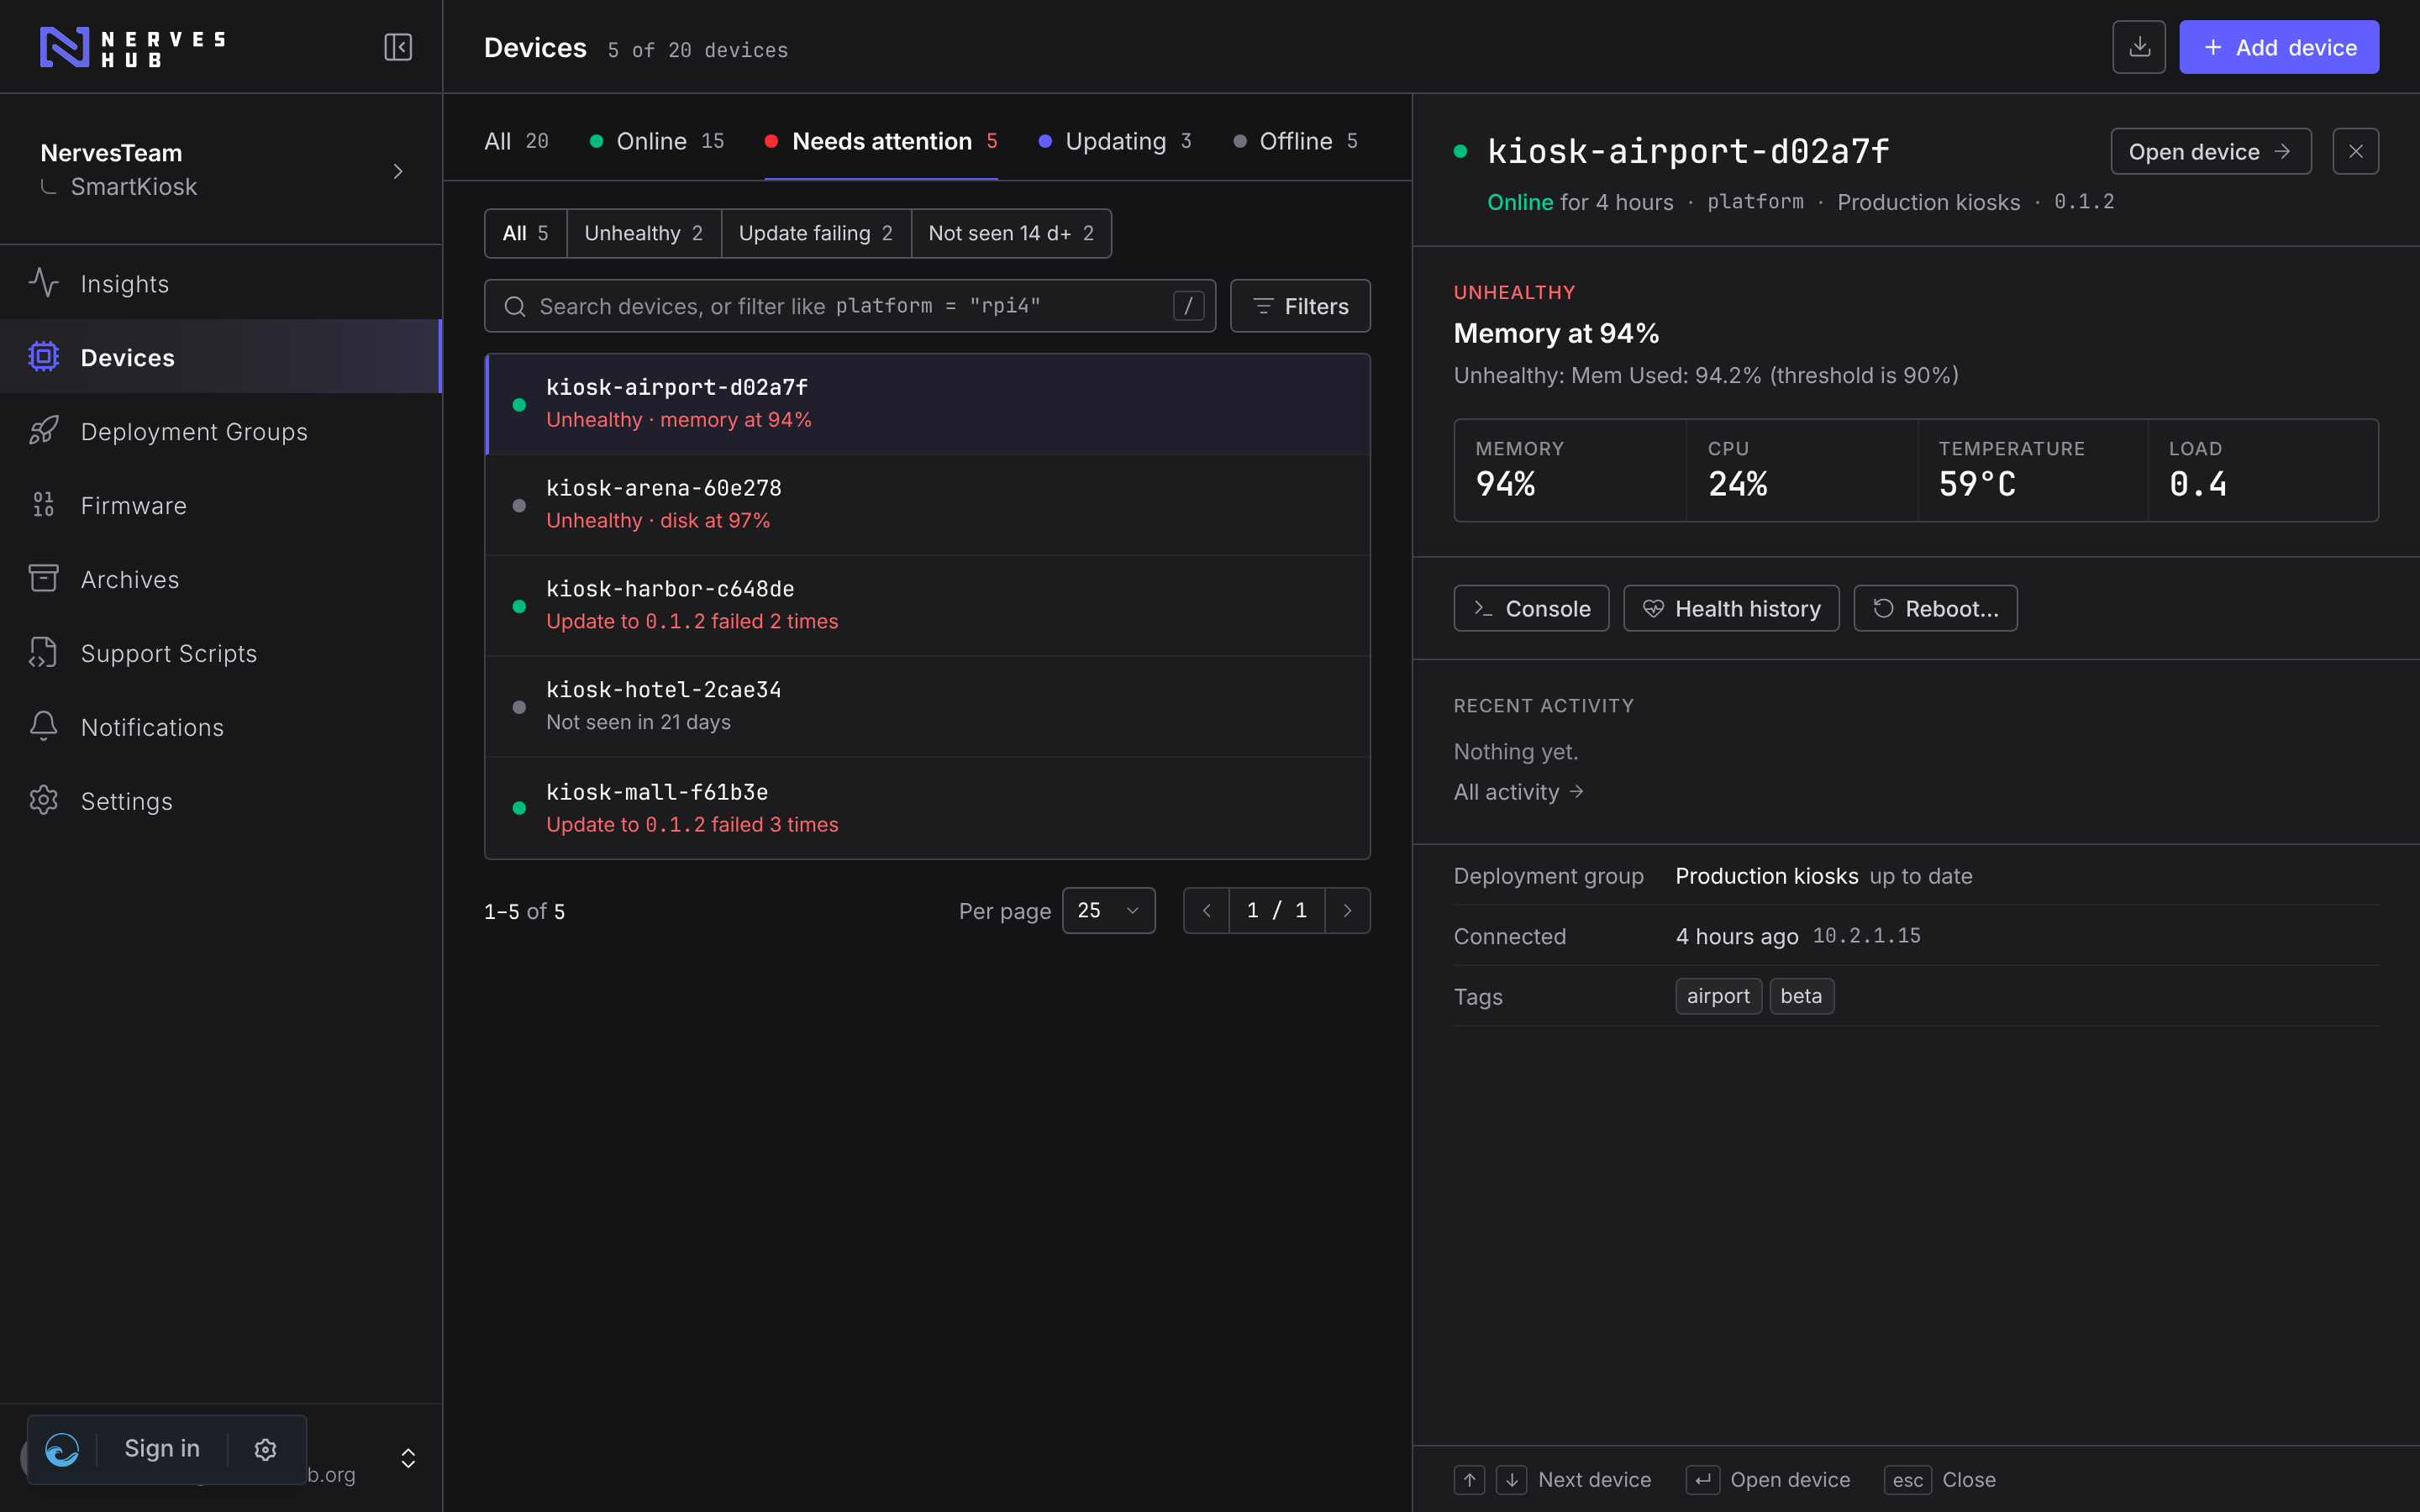 NERVES
HUB
Devices 5 of 20 devices
Add device
NervesTeam
SmartKiosk
Insights
Devices
Deployment Groups
Firmware
Archives
Support Scripts
Notifications
Settings
Sign in
b.org
All 20 Online 15 Needs attention 5 Updating 3 Offline 5
All 5 Unhealthy 2 Update failing 2 Not seen 14 d+ 2
Search devices, or filter like platform = "rpi4" /
Filters
kiosk-airport-d02a7f
Unhealthy · memory at 94%
kiosk-arena-60e278
Unhealthy · disk at 97%
kiosk-harbor-c648de
Update to 0.1.2 failed 2 times
kiosk-hotel-2cae34
Not seen in 21 days
kiosk-mall-f61b3e
Update to 0.1.2 failed 3 times
1–5 of 5 Per page 25 1 / 1
kiosk-airport-d02a7f Open device →
Online for 4 hours · platform · Production kiosks · 0.1.2
UNHEALTHY
Memory at 94%
Unhealthy: Mem Used: 94.2% (threshold is 90%)
MEMORY CPU TEMPERATURE LOAD
94% 24% 59°C 0.4
Console Health history Reboot...
RECENT ACTIVITY
Nothing yet.
All activity →
Deployment group Production kiosks up to date
Connected 4 hours ago 10.2.1.15
Tags airport beta
↑ ↓ Next device ↵ Open device esc Close